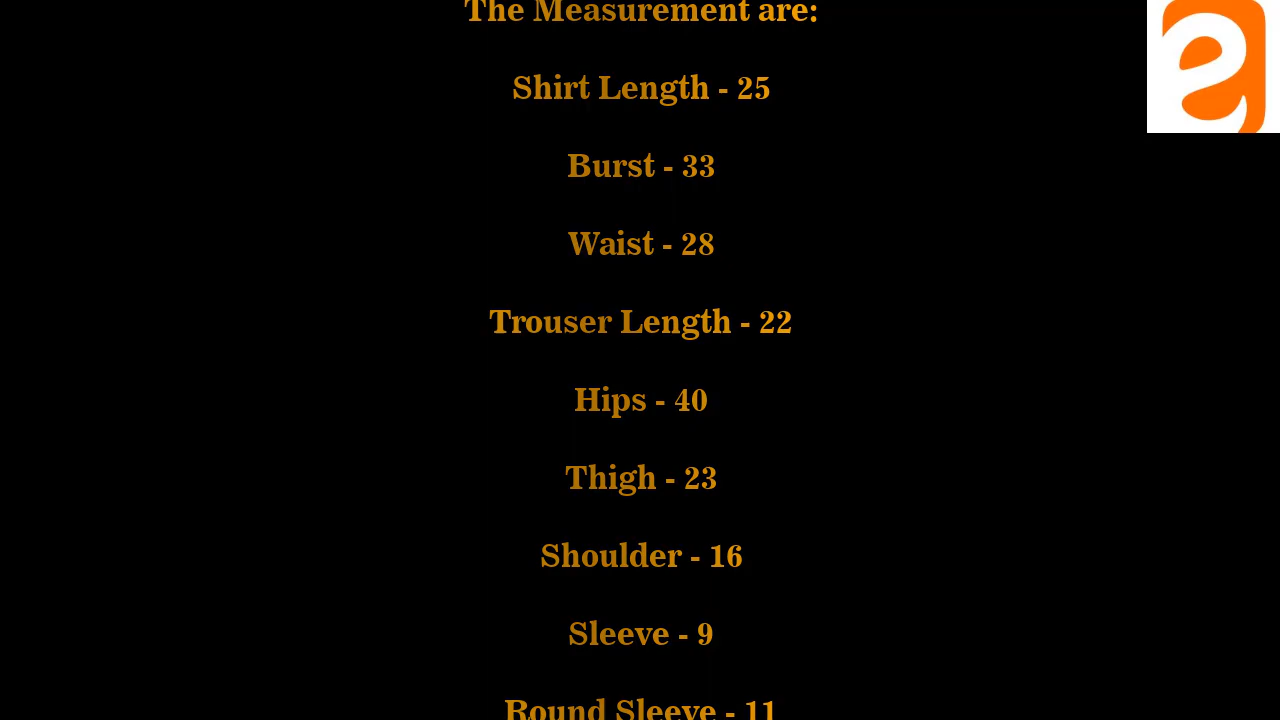 The Measurement are:
Shirt Length - 25
Burst - 33
Waist - 28
Trouser Length - 22
Hips - 40
Thigh - 23
Shoulder - 16
Sleeve - 9
Round Sleeve - 11